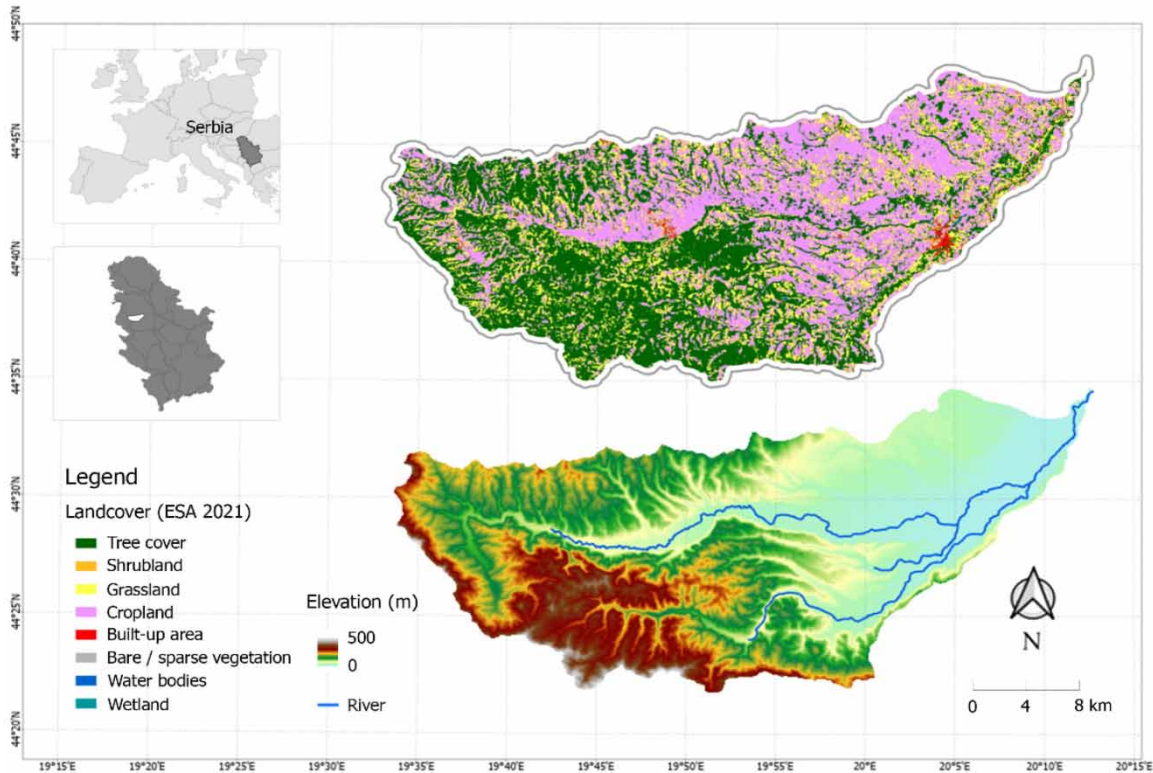 44°50'N
44°45'N
44°40'N
44°35'N
44°30'N
44°25'N
44°20'N
Serbia
Legend
Landcover (ESA 2021)
Tree cover
Shrubland
Grassland
Cropland
Built-up area
Bare / sparse vegetation
Water bodies
Wetland
Elevation (m)
500
0
River
N
0 4 8 km
19°15'E 19°20'E 19°25'E 19°30'E 19°35'E 19°40'E 19°45'E 19°50'E 19°55'E 20°E 20°5'E 20°10'E 20°15'E